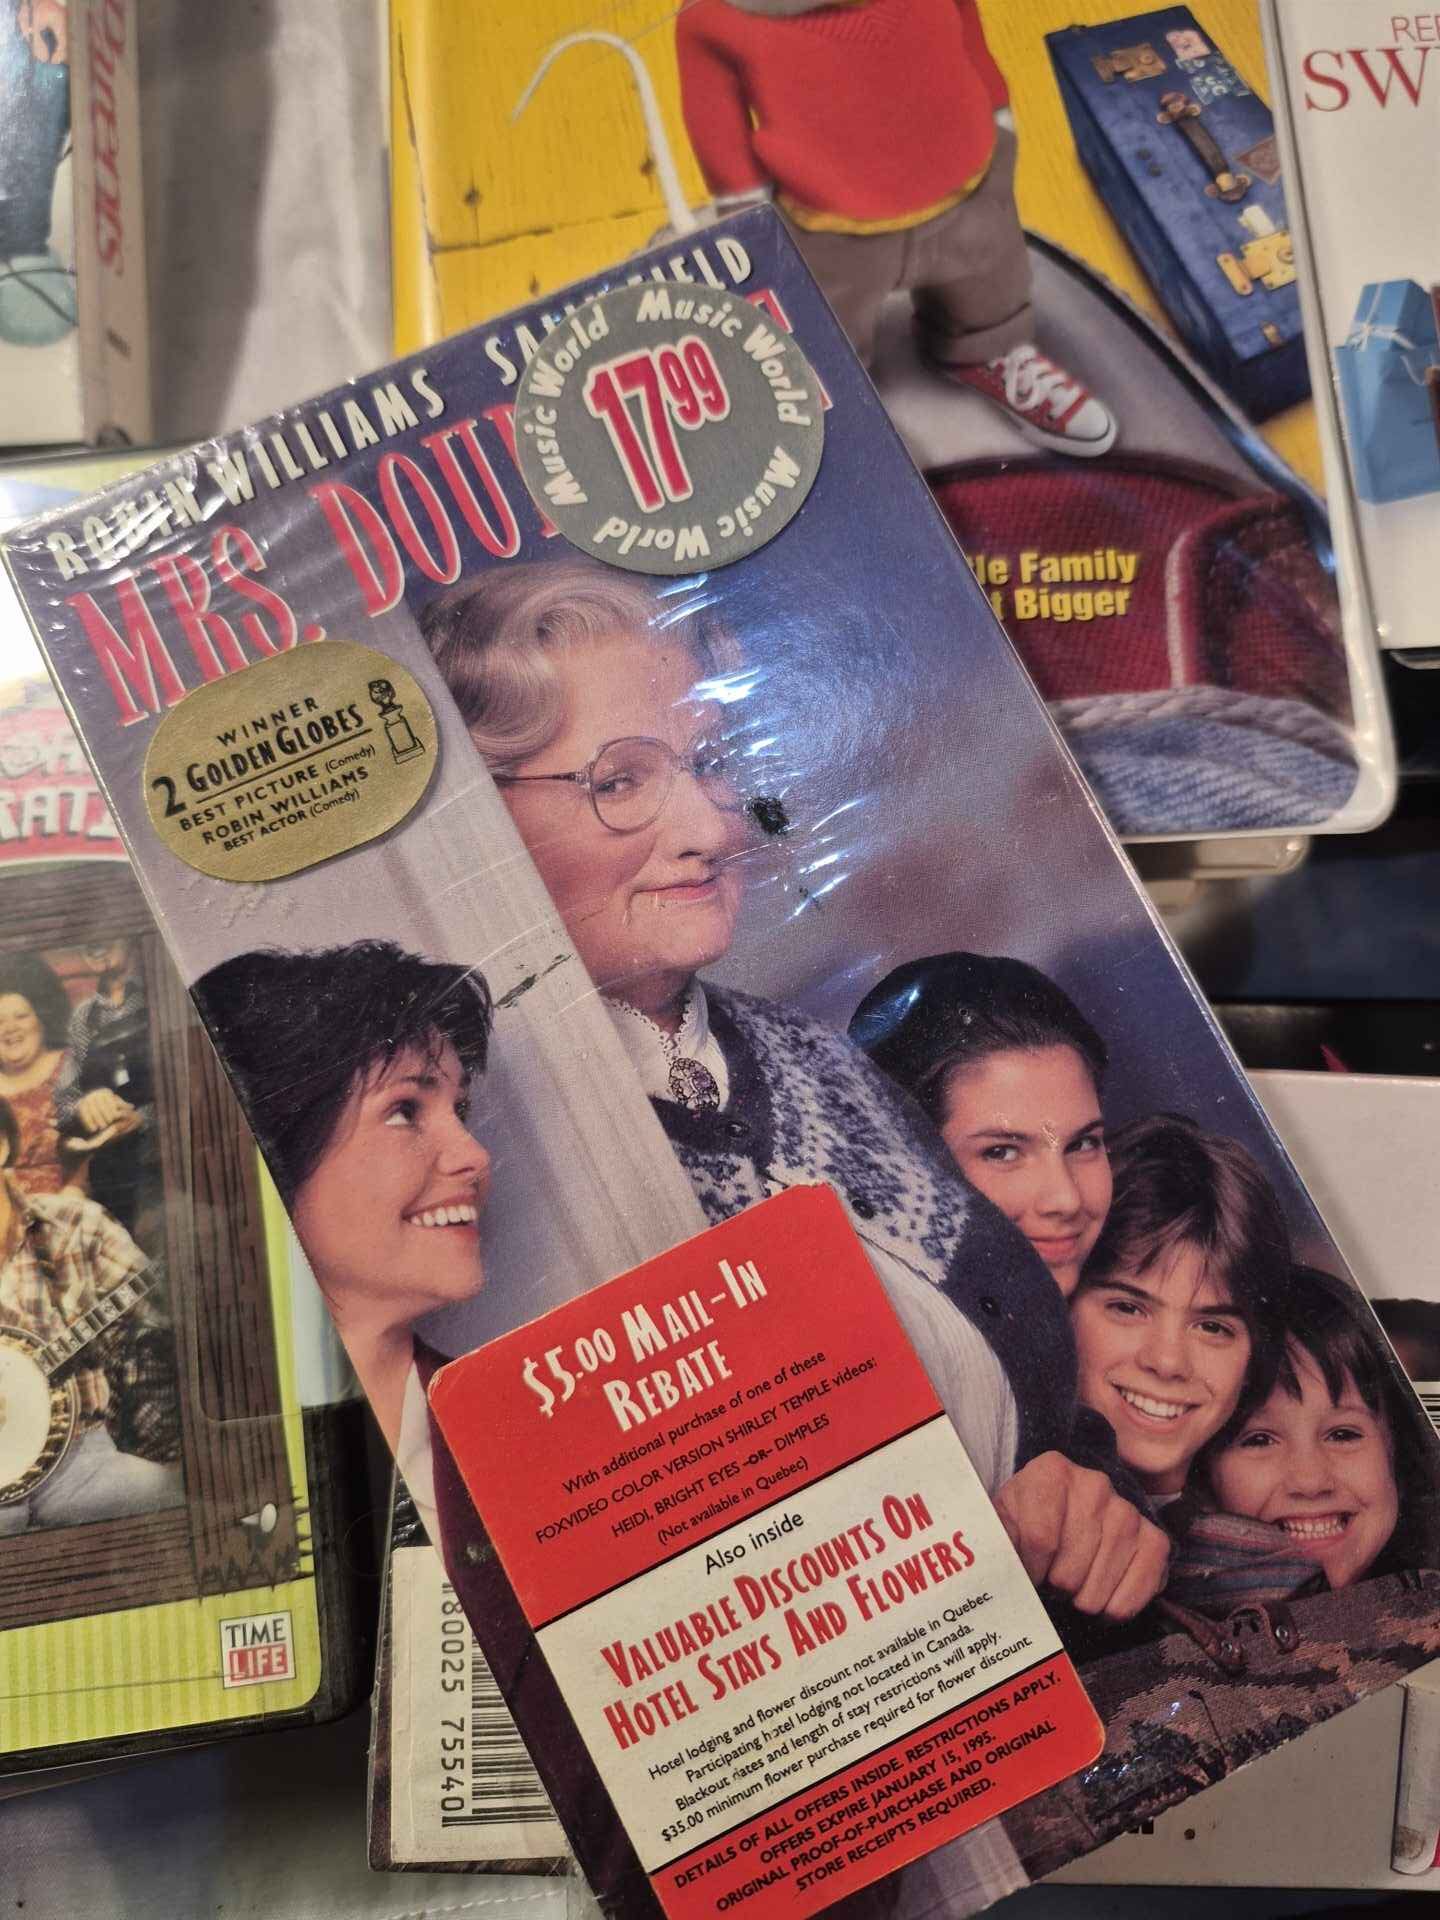 ROBIN WILLIAMS
FIELD
MRS.
Music World Music World Music World Music World
17 99
WINNER
2 GOLDEN GLOBES
BEST PICTURE (Comedy)
ROBIN WILLIAMS
BEST ACTOR (Comedy)
$5.00 MAIL-IN
REBATE
With additional purchase of one of these
FOXVIDEO COLOR VERSION SHIRLEY TEMPLE videos:
HEIDI, BRIGHT EYES -OR- DIMPLES
(Not available in Quebec)
Also inside
VALUABLE DISCOUNTS ON
HOTEL STAYS AND FLOWERS
Hotel lodging and flower discount not available in Quebec.
Participating hotel lodging not located in Canada.
Blackout dates and length of stay restrictions will apply.
$35.00 minimum flower purchase required for flower discount.
DETAILS OF ALL OFFERS INSIDE. RESTRICTIONS APPLY.
OFFERS EXPIRE JANUARY 15, 1995.
ORIGINAL PROOF-OF-PURCHASE AND ORIGINAL
STORE RECEIPTS REQUIRED.
Family
Bigger
SW
TIME
LIFE
80025 75540